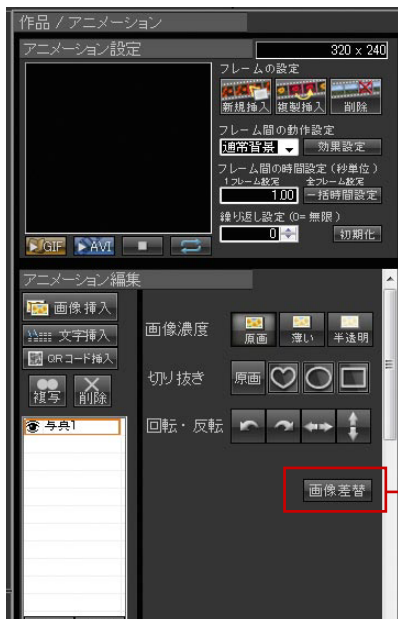 作品 / アニメーション
アニメーション設定
320 x 240
フレームの設定
新規挿入 複製挿入 削除
フレーム間の動作設定
通常背景 効果設定
フレーム間の時間設定（秒単位）
1フレーム設定 全フレーム設定
1.00 一括時間設定
繰り返し設定 (0= 無限 )
0 初期化
GIF AVI
アニメーション編集
画像挿入
文字挿入
QRコード挿入
複写 削除
画像濃度 原画 薄い 半透明
切り抜き 原画
回転・反転
画像差替